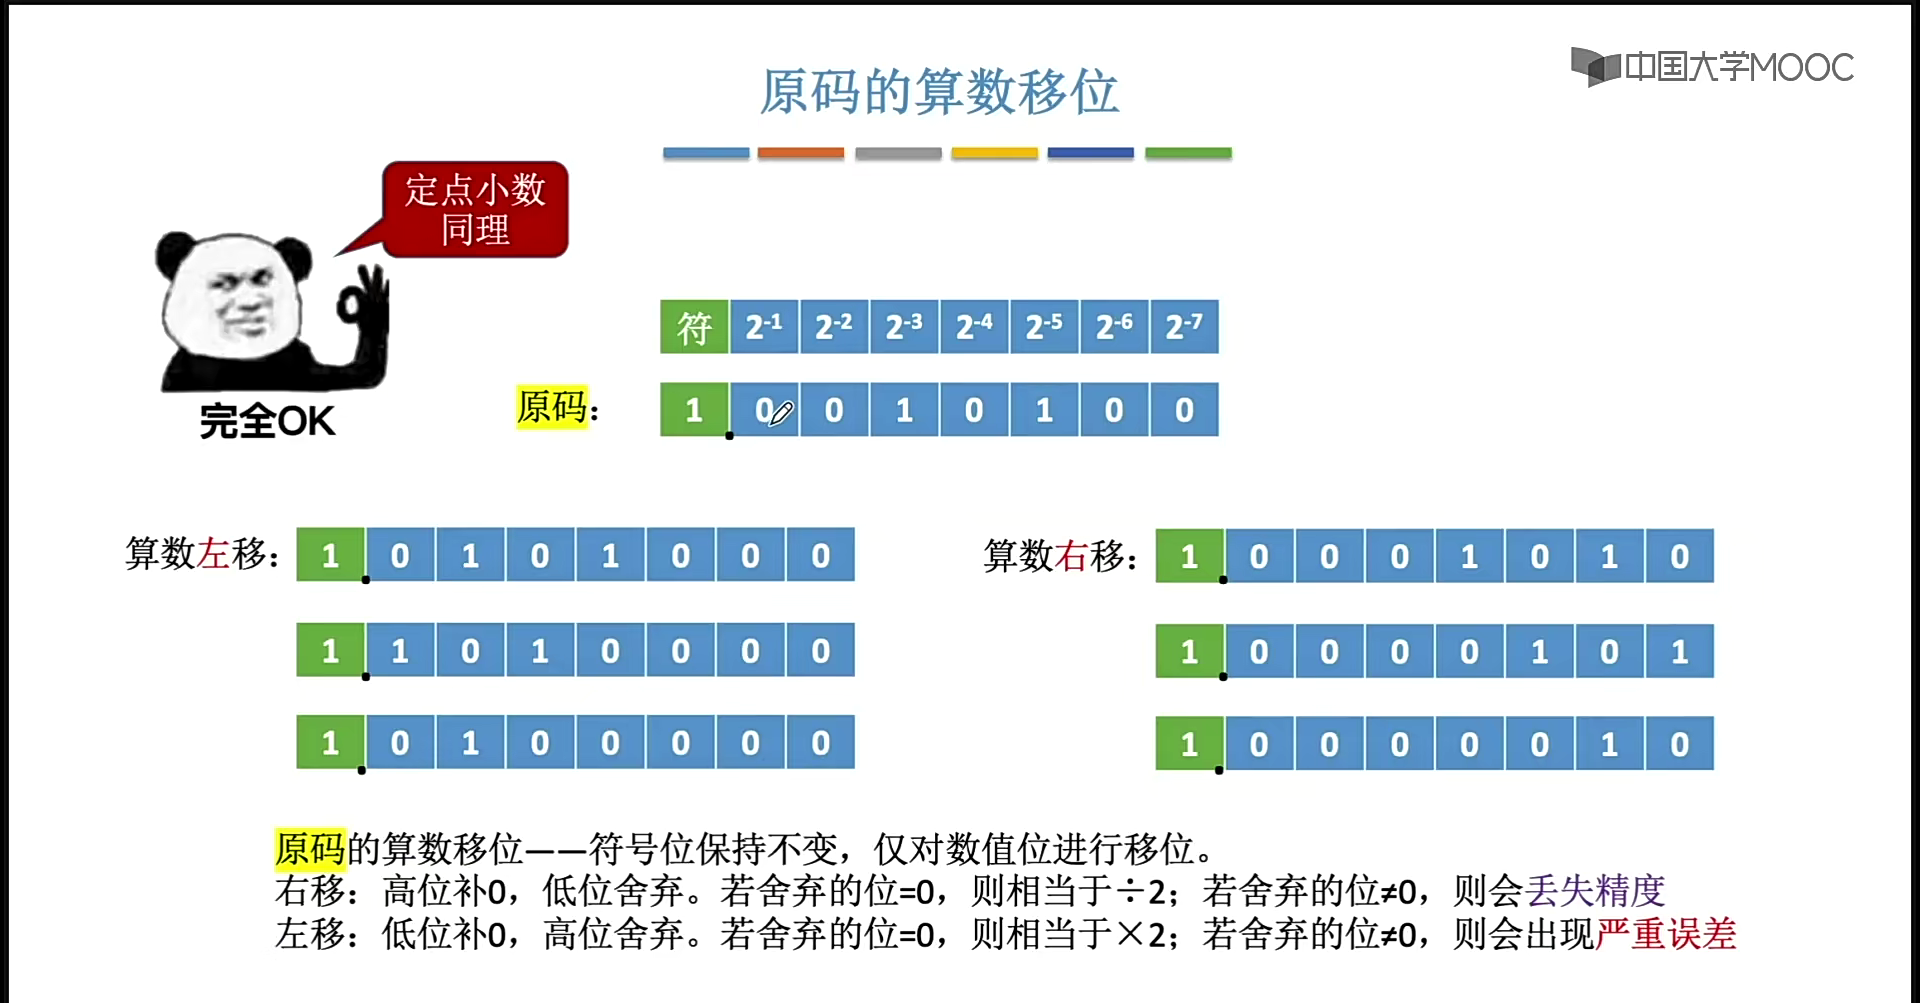 原码的算数移位
中国大学MOOC
定点小数
同理
完全OK
符 2⁻¹ 2⁻² 2⁻³ 2⁻⁴ 2⁻⁵ 2⁻⁶ 2⁻⁷
原码： 1 0 0 1 0 1 0 0
算数左移： 1 0 1 0 1 0 0 0
1 1 0 1 0 0 0 0
1 0 1 0 0 0 0 0
算数右移： 1 0 0 0 1 0 1 0
1 0 0 0 0 1 0 1
1 0 0 0 0 0 1 0
原码的算数移位——符号位保持不变，仅对数值位进行移位。
右移：高位补0，低位舍弃。若舍弃的位=0，则相当于÷2；若舍弃的位≠0，则会丢失精度
左移：低位补0，高位舍弃。若舍弃的位=0，则相当于×2；若舍弃的位≠0，则会出现严重误差